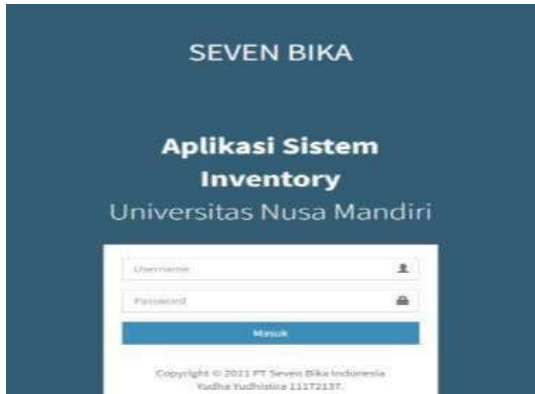 SEVEN BIKA
Aplikasi Sistem
Inventory
Universitas Nusa Mandiri
Username
Password
Masuk
Copyright © 2021 PT Seven Bika Indonesia
Yudha Yudhistira 11172137.